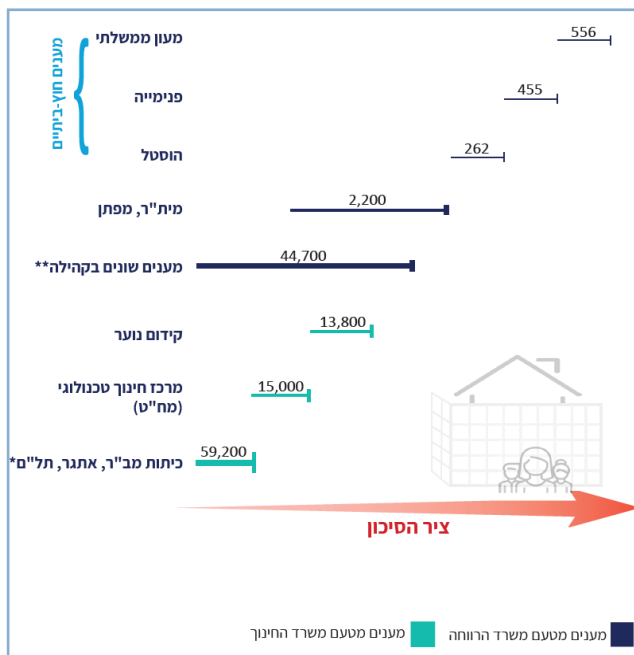 מענים חוץ-ביתיים
מעון ממשלתי
556
פנימייה
455
הוסטל
262
מית"ר, מפתן
2,200
מענים שונים בקהילה**
44,700
קידום נוער
13,800
מרכז חינוך טכנולוגי
(מח"ט)
15,000
כיתות מב"ר, אתגר, תל"ם*
59,200
ציר הסיכון
מענים מטעם משרד הרווחה
מענים מטעם משרד החינוך